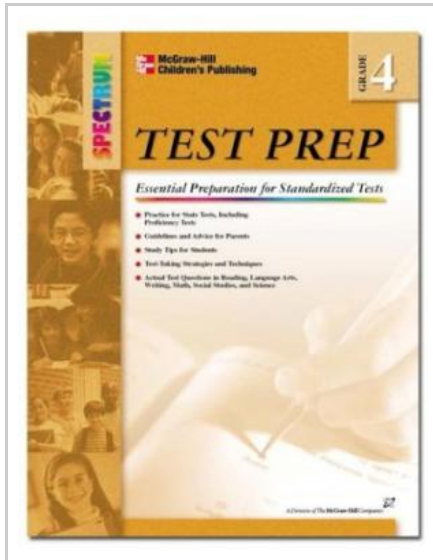 McGraw-Hill
Children's Publishing
GRADE
4
SPECTRUM
TEST PREP
Essential Preparation for Standardized Tests
Practice for State Tests, Including
Proficiency Tests
Guidelines and Advice for Parents
Study Tips for Students
Test-Taking Strategies and Techniques
Actual Test Questions in Reading, Language Arts,
Writing, Math, Social Studies, and Science
A Division of The McGraw-Hill Companies